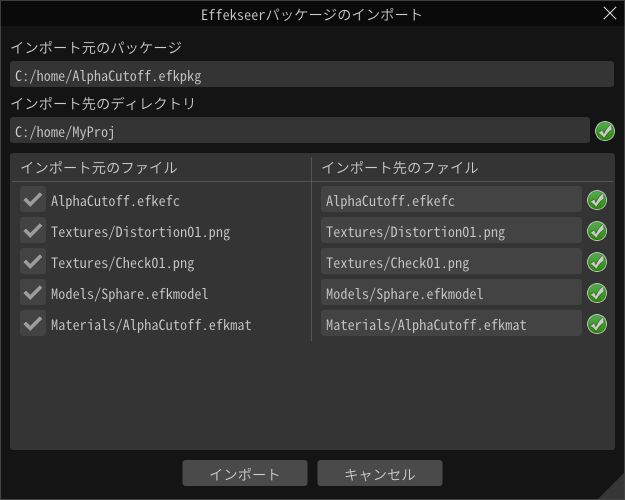 Effekseerパッケージのインポート
インポート元のパッケージ
C:/home/AlphaCutoff.efkpkg
インポート先のディレクトリ
C:/home/MyProj
インポート元のファイル インポート先のファイル
AlphaCutoff.efkefc AlphaCutoff.efkefc
Textures/Distortion01.png Textures/Distortion01.png
Textures/Check01.png Textures/Check01.png
Models/Sphare.efkmodel Models/Sphare.efkmodel
Materials/AlphaCutoff.efkmat Materials/AlphaCutoff.efkmat
インポート キャンセル